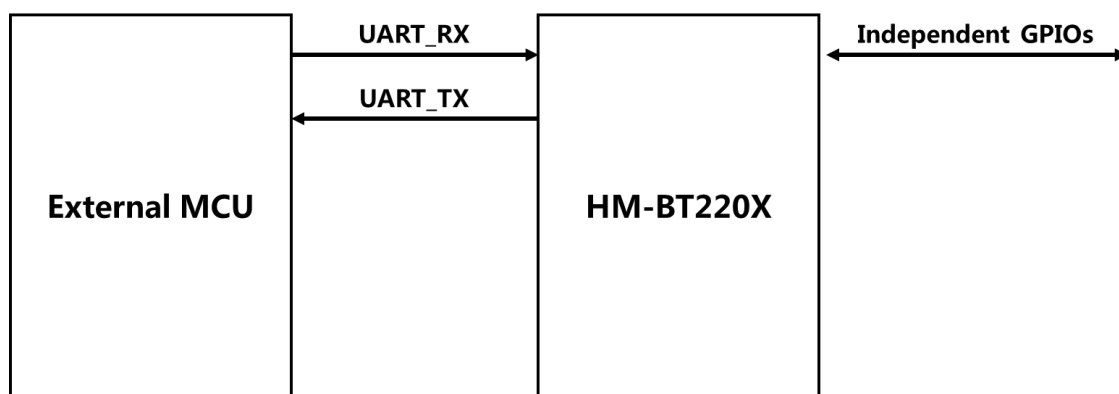 UART_RX
Independent GPIOs
UART_TX
External MCU
HM-BT220X